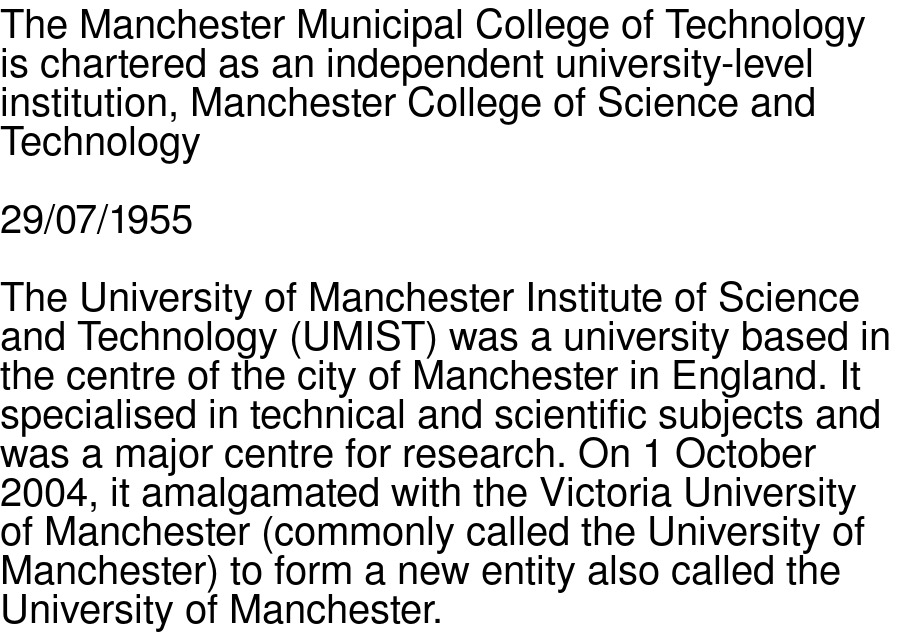 The Manchester Municipal College of Technology
is chartered as an independent university-level
institution, Manchester College of Science and
Technology
29/07/1955
The University of Manchester Institute of Science
and Technology (UMIST) was a university based in
the centre of the city of Manchester in England. It
specialised in technical and scientific subjects and
was a major centre for research. On 1 October
2004, it amalgamated with the Victoria University
of Manchester (commonly called the University of
Manchester) to form a new entity also called the
University of Manchester.